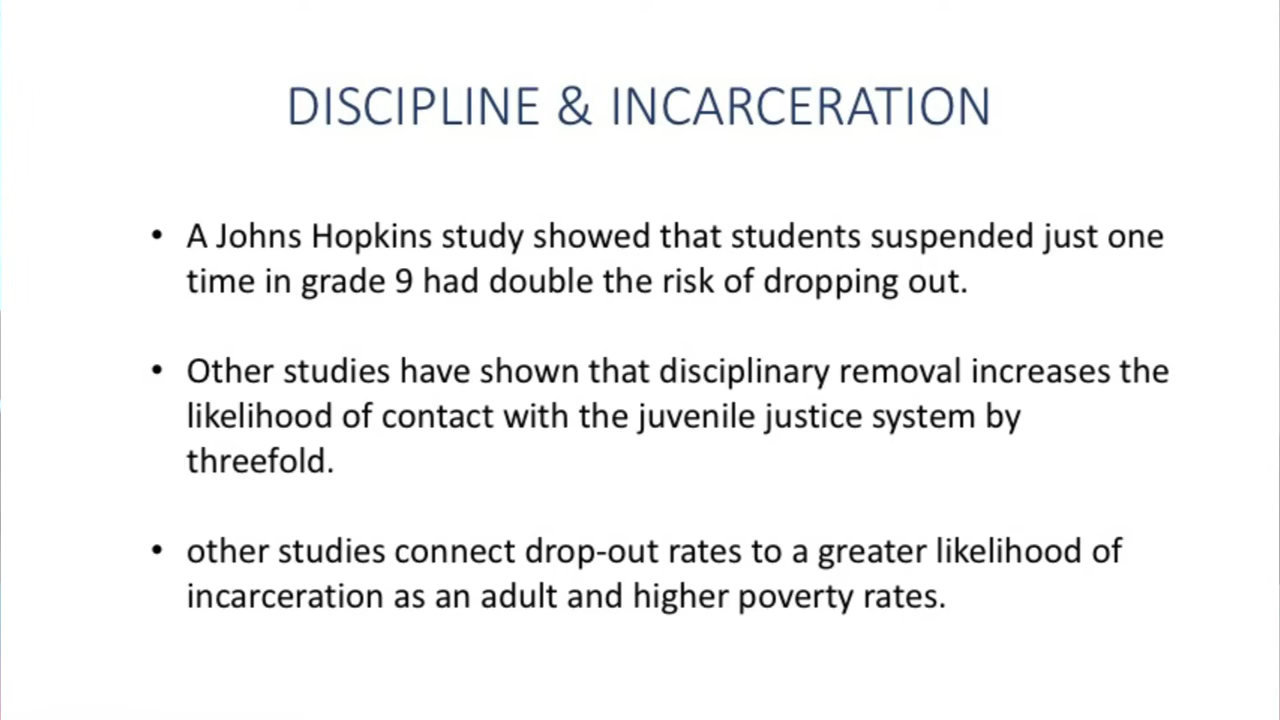 DISCIPLINE & INCARCERATION
• A Johns Hopkins study showed that students suspended just one
time in grade 9 had double the risk of dropping out.
• Other studies have shown that disciplinary removal increases the
likelihood of contact with the juvenile justice system by
threefold.
• other studies connect drop-out rates to a greater likelihood of
incarceration as an adult and higher poverty rates.